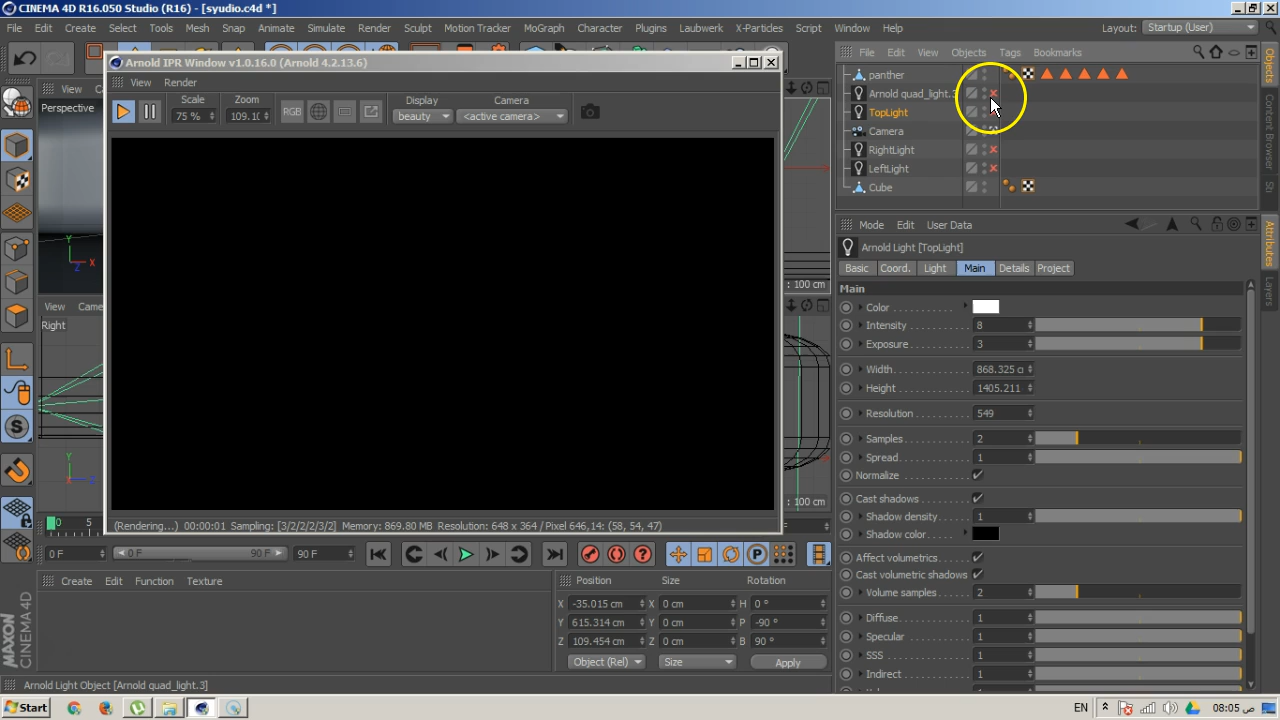 CINEMA 4D R16.050 Studio (R16) - [syudio.c4d *]
File Edit Create Select Tools Mesh Snap Animate Simulate Render Sculpt Motion Tracker MoGraph Character Plugins Luxwerk X-Particles Script Window Help Layout: Startup (User)
Arnold IPR Window v1.0.16.0 (Arnold 4.2.13.6)
View Render
Scale Zoom Display Camera
75 % 109.10 RGB beauty <active camera>
View
Perspective
Y
X
Z
: 100 cm
View Came
Right
Y
Z
: 100 cm
(Rendering...) 00:00:01 Sampling: [3/2/2/2/3/2] Memory: 869.80 MB Resolution: 648 x 364 / Pixel 646,14: (58, 54, 47)
0 5
0 F 0 F 90 F 90 F
Create Edit Function Texture
Position Size Rotation
X -35.015 cm X 0 cm H 0 °
Y 615.314 cm Y 0 cm P -90 °
Z 109.454 cm Z 0 cm B 90 °
Object (Rel) Size Apply
MAXON
CINEMA 4D
Arnold Light Object [Arnold quad_light.3]
File Edit View Objects Tags Bookmarks
panther
Arnold quad_light.3
TopLight
Camera
RightLight
LeftLight
Cube
Objects
Content Browser
Attributes
Layers
Mode Edit User Data
Arnold Light [TopLight]
Basic Coord. Light Main Details Project
Main
Color
Intensity 8
Exposure 3
Width 868.325
Height 1405.211
Resolution 549
Samples 2
Spread 1
Normalize
Cast shadows
Shadow density 1
Shadow color
Affect volumetrics
Cast volumetric shadows
Volume samples 2
Diffuse 1
Specular 1
SSS 1
Indirect 1
Start EN 08:05 ص